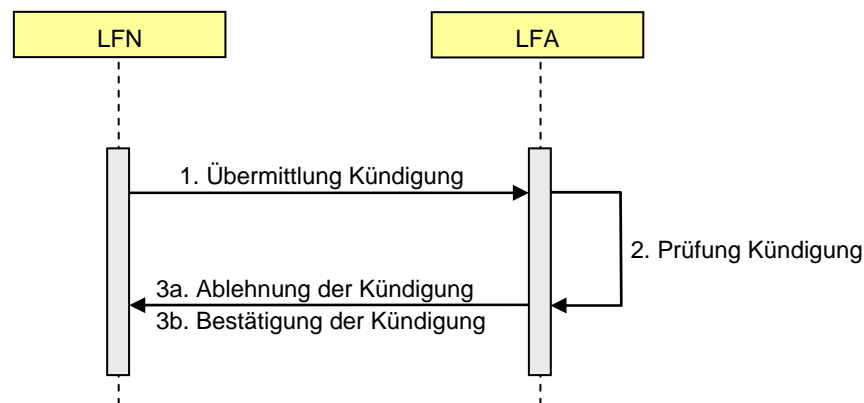 LFN
LFA
1. Übermittlung Kündigung
2. Prüfung Kündigung
3a. Ablehnung der Kündigung
3b. Bestätigung der Kündigung